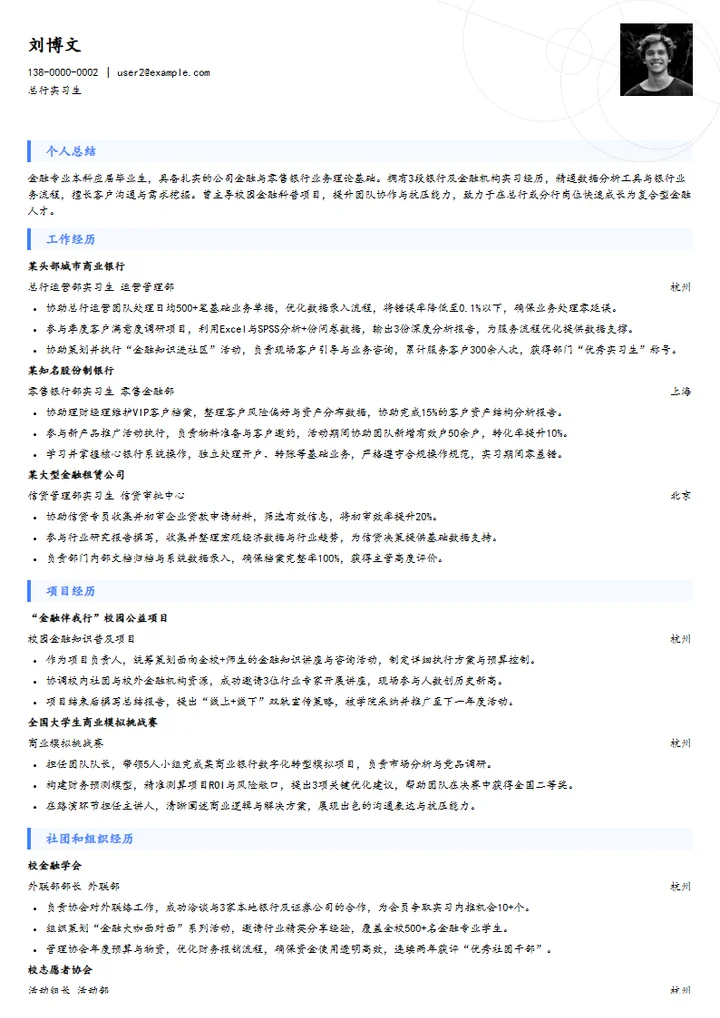 刘博文
138-0000-0002 | user2@example.com
总行实习生
个人总结
金融专业本科应届毕业生，具备扎实的公司金融与零售银行业务理论基础。拥有3段银行及金融机构实习经历，精通数据分析工具与银行业
务流程，擅长客户沟通与需求挖掘。曾主导校园金融科普项目，提升团队协作与抗压能力，致力于在总行或分行岗位快速成长为复合型金融
人才。
工作经历
某头部城市商业银行
总行运营部实习生 运营管理部 杭州
• 协助总行运营团队处理日均500+笔基础业务单据，优化数据录入流程，将错误率降低至0.1%以下，确保业务处理零延误。
• 参与季度客户满意度调研项目，利用Excel与SPSS分析+份问卷数据，输出3份深度分析报告，为服务流程优化提供数据支撑。
• 协助策划并执行“金融知识进社区”活动，负责现场客户引导与业务咨询，累计服务客户300余人次，获得部门“优秀实习生”称号。
某知名股份制银行
零售银行部实习生 零售金融部 上海
• 协助理财经理维护VIP客户档案，整理客户风险偏好与资产分布数据，协助完成15%的客户资产结构分析报告。
• 参与新产品推广活动执行，负责物料准备与客户邀约，活动期间协助团队新增有效户50余户，转化率提升10%。
• 学习并掌握核心银行系统操作，独立处理开户、转账等基础业务，严格遵守合规操作规范，实习期间零差错。
某大型金融租赁公司
信贷管理部实习生 信贷审批中心 北京
• 协助信贷专员收集并初审企业贷款申请材料，筛选有效信息，将初审效率提升20%。
• 参与行业研究报告撰写，收集并整理宏观经济数据与行业趋势，为信贷决策提供基础数据支持。
• 负责部门内部文档归档与系统数据录入，确保档案完整率100%，获得主管高度评价。
项目经历
“金融伴我行”校园公益项目
校园金融知识普及项目 杭州
• 作为项目负责人，统筹策划面向全校+师生的金融知识讲座与咨询活动，制定详细执行方案与预算控制。
• 协调校内社团与校外金融机构资源，成功邀请3位行业专家开展讲座，现场参与人数创历史新高。
• 项目结束后撰写总结报告，提出“线上+线下”双轨宣传策略，被学院采纳并推广至下一年度活动。
全国大学生商业模拟挑战赛
商业模拟挑战赛 杭州
• 担任团队队长，带领5人小组完成某商业银行数字化转型模拟项目，负责市场分析与竞品调研。
• 构建财务预测模型，精准测算项目ROI与风险敞口，提出3项关键优化建议，帮助团队在决赛中获得全国二等奖。
• 在路演环节担任主讲人，清晰阐述商业逻辑与解决方案，展现出色的沟通表达与抗压能力。
社团和组织经历
校金融学会
外联部部长 外联部 杭州
• 负责协会对外联络工作，成功洽谈与3家本地银行及证券公司的合作，为会员争取实习内推机会10+个。
• 组织策划“金融大咖面对面”系列活动，邀请行业精英分享经验，覆盖全校500+名金融专业学生。
• 管理协会年度预算与物资，优化财务报销流程，确保资金使用透明高效，连续两年获评“优秀社团干部”。
校志愿者协会
活动组长 活动部 杭州